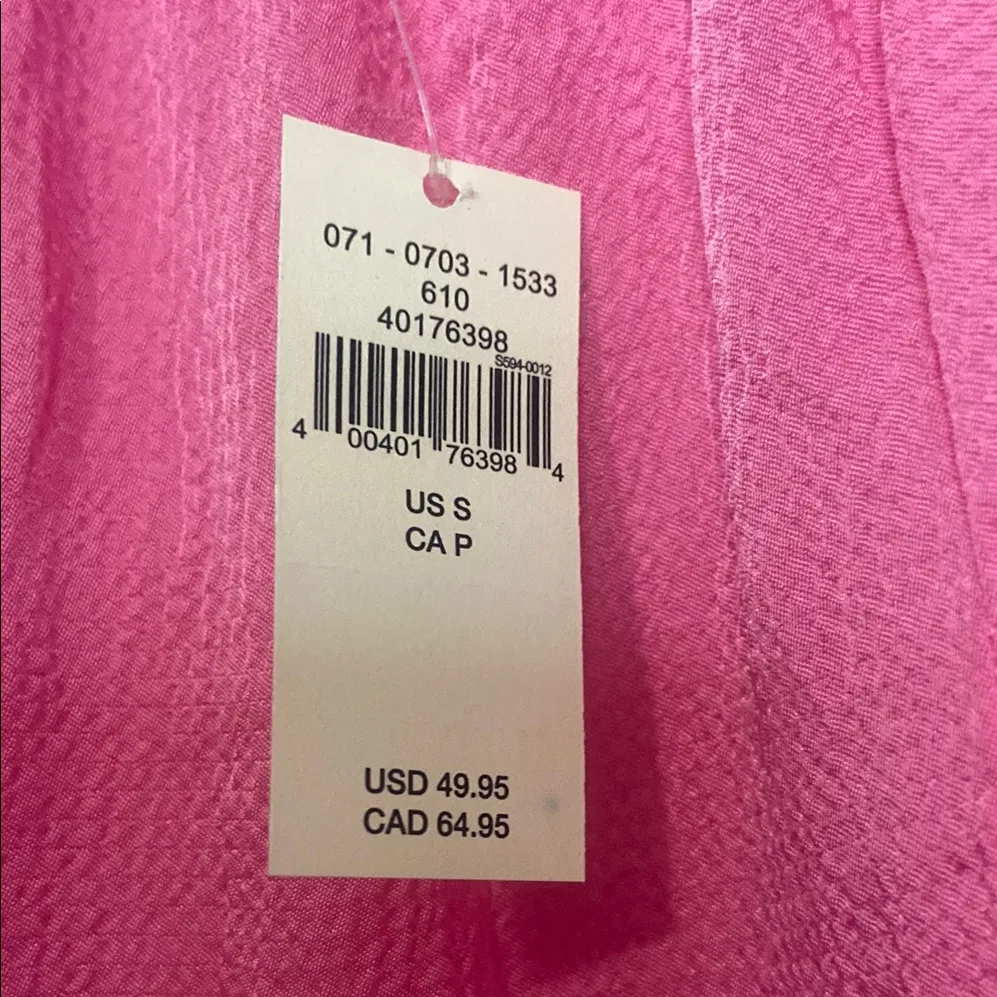 071 - 0703 - 1533
610
40176398
S594-0012
4 00401 76398 4
US S
CA P
USD 49.95
CAD 64.95